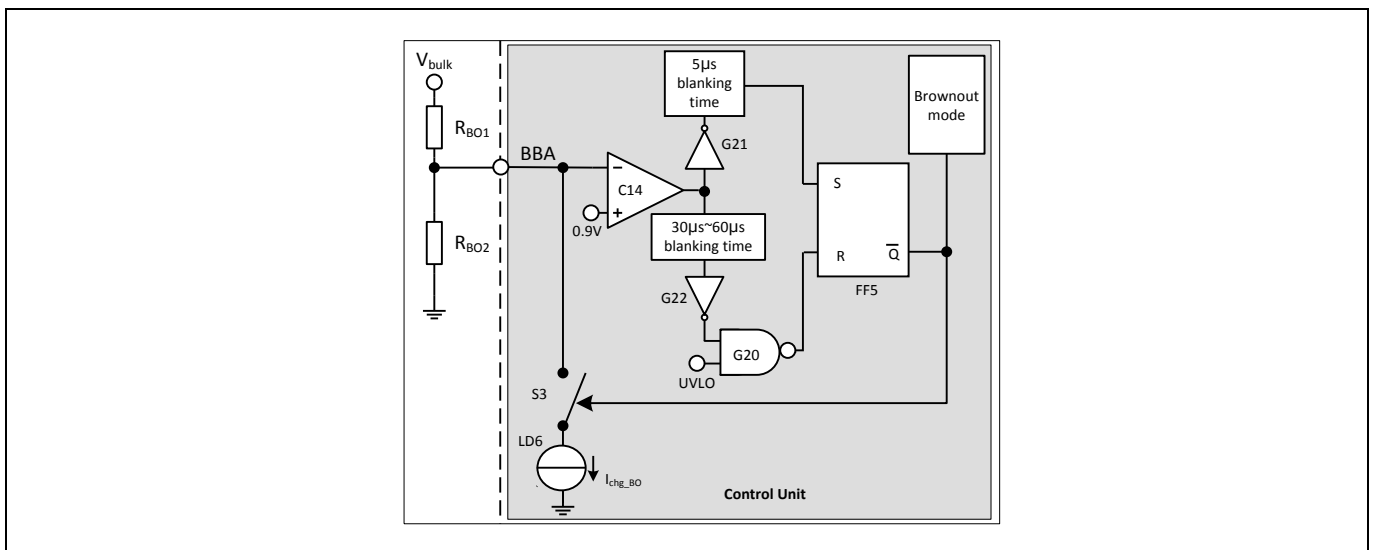 V_bulk
R_BO1
R_BO2
BBA
0.9V
C14
5µs
blanking
time
G21
30µs~60µs
blanking time
G22
G20
UVLO
S
R
Q̅
FF5
Brownout
mode
S3
LD6
I_chg_BO
Control Unit